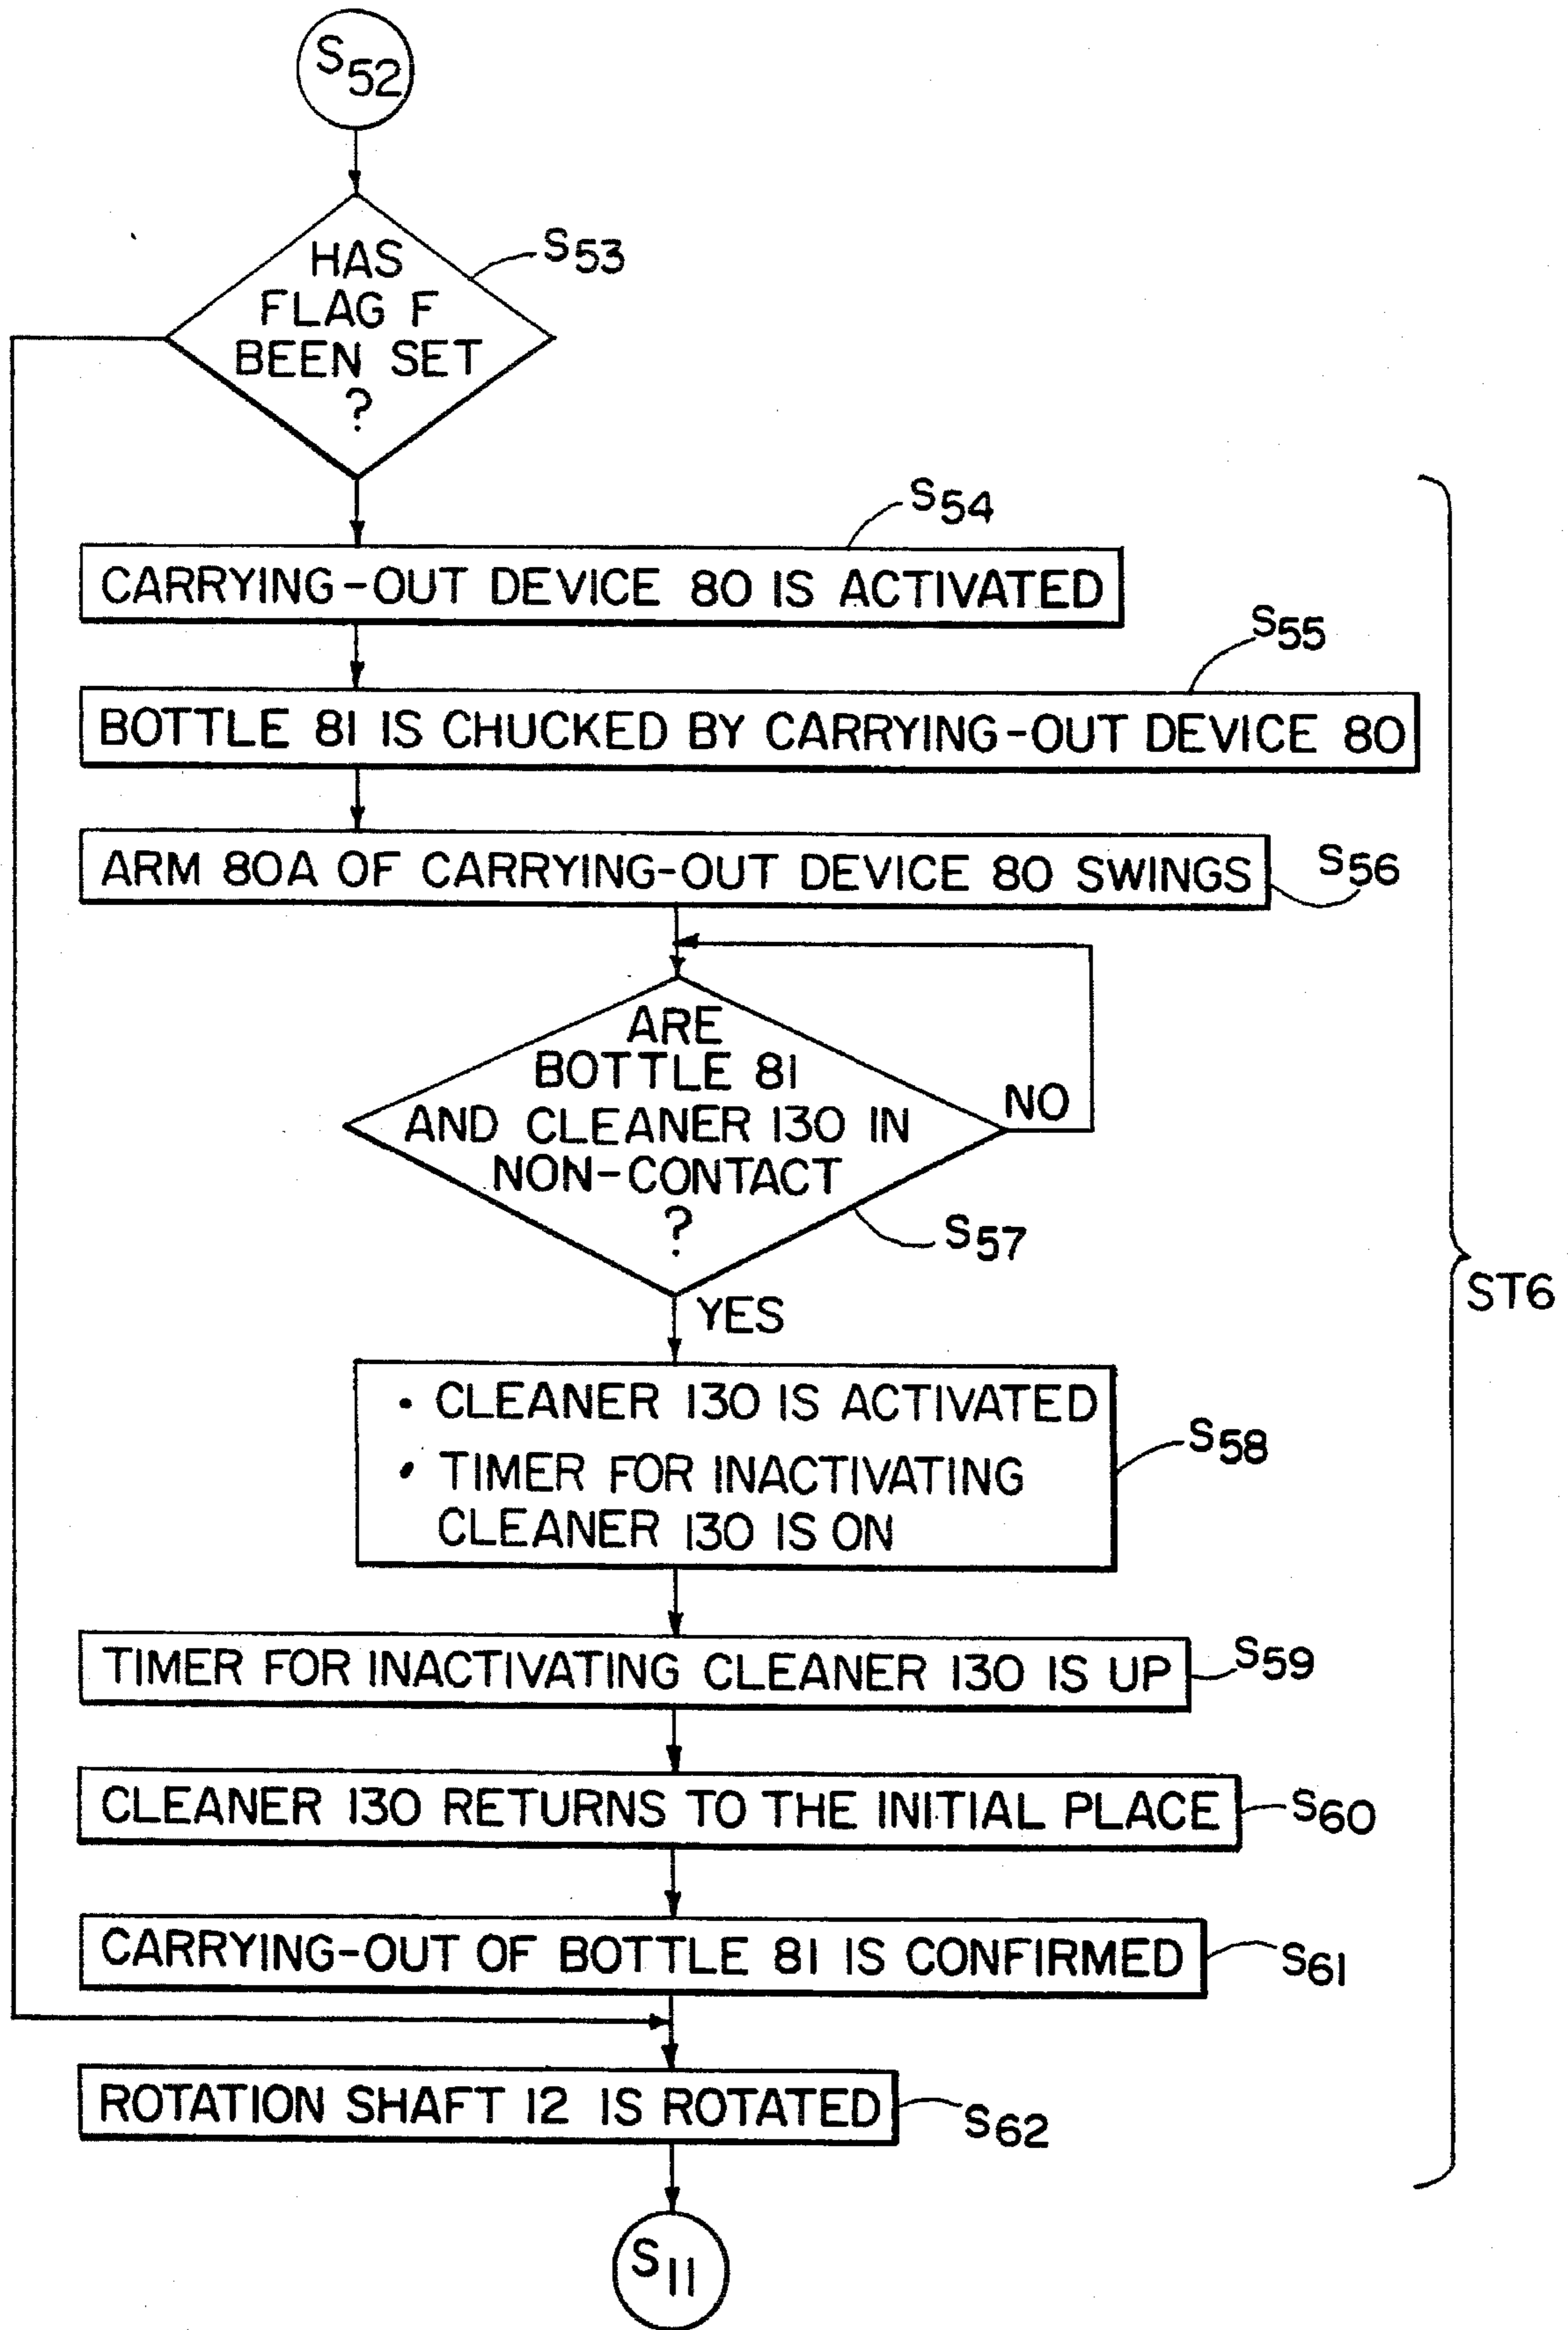 S52
HAS
FLAG F
BEEN SET
?
S53
S54
CARRYING-OUT DEVICE 80 IS ACTIVATED
S55
BOTTLE 81 IS CHUCKED BY CARRYING-OUT DEVICE 80
ARM 80A OF CARRYING-OUT DEVICE 80 SWINGS
S56
ARE
BOTTLE 81
AND CLEANER 130 IN
NON-CONTACT
?
NO
S57
YES
ST6
• CLEANER 130 IS ACTIVATED
• TIMER FOR INACTIVATING
CLEANER 130 IS ON
S58
TIMER FOR INACTIVATING CLEANER 130 IS UP
S59
CLEANER 130 RETURNS TO THE INITIAL PLACE
S60
CARRYING-OUT OF BOTTLE 81 IS CONFIRMED
S61
ROTATION SHAFT 12 IS ROTATED
S62
S11